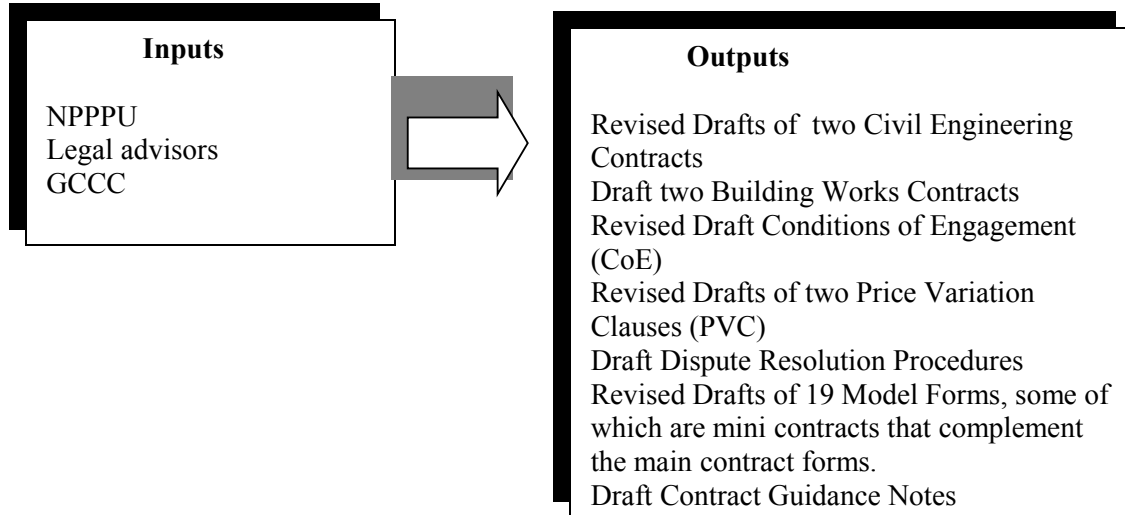 Inputs
NPPPU
Legal advisors
GCCC
Outputs
Revised Drafts of two Civil Engineering
Contracts
Draft two Building Works Contracts
Revised Draft Conditions of Engagement
(CoE)
Revised Drafts of two Price Variation
Clauses (PVC)
Draft Dispute Resolution Procedures
Revised Drafts of 19 Model Forms, some of
which are mini contracts that complement
the main contract forms.
Draft Contract Guidance Notes